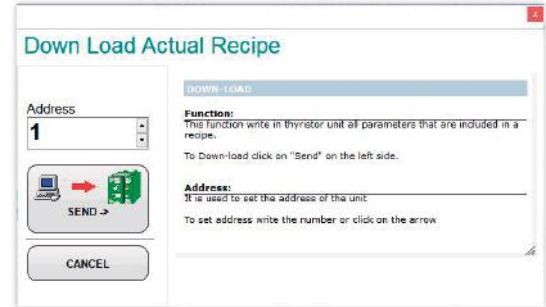 Down Load Actual Recipe
Address
1
SEND ->
CANCEL
DOWN-LOAD
Function:
This function write in thyristor unit all parameters that are included in a
recipe.
To Down-load click on "Send" on the left side.
Address:
It is used to set the address of the unit
To set address write the number or click on the arrow